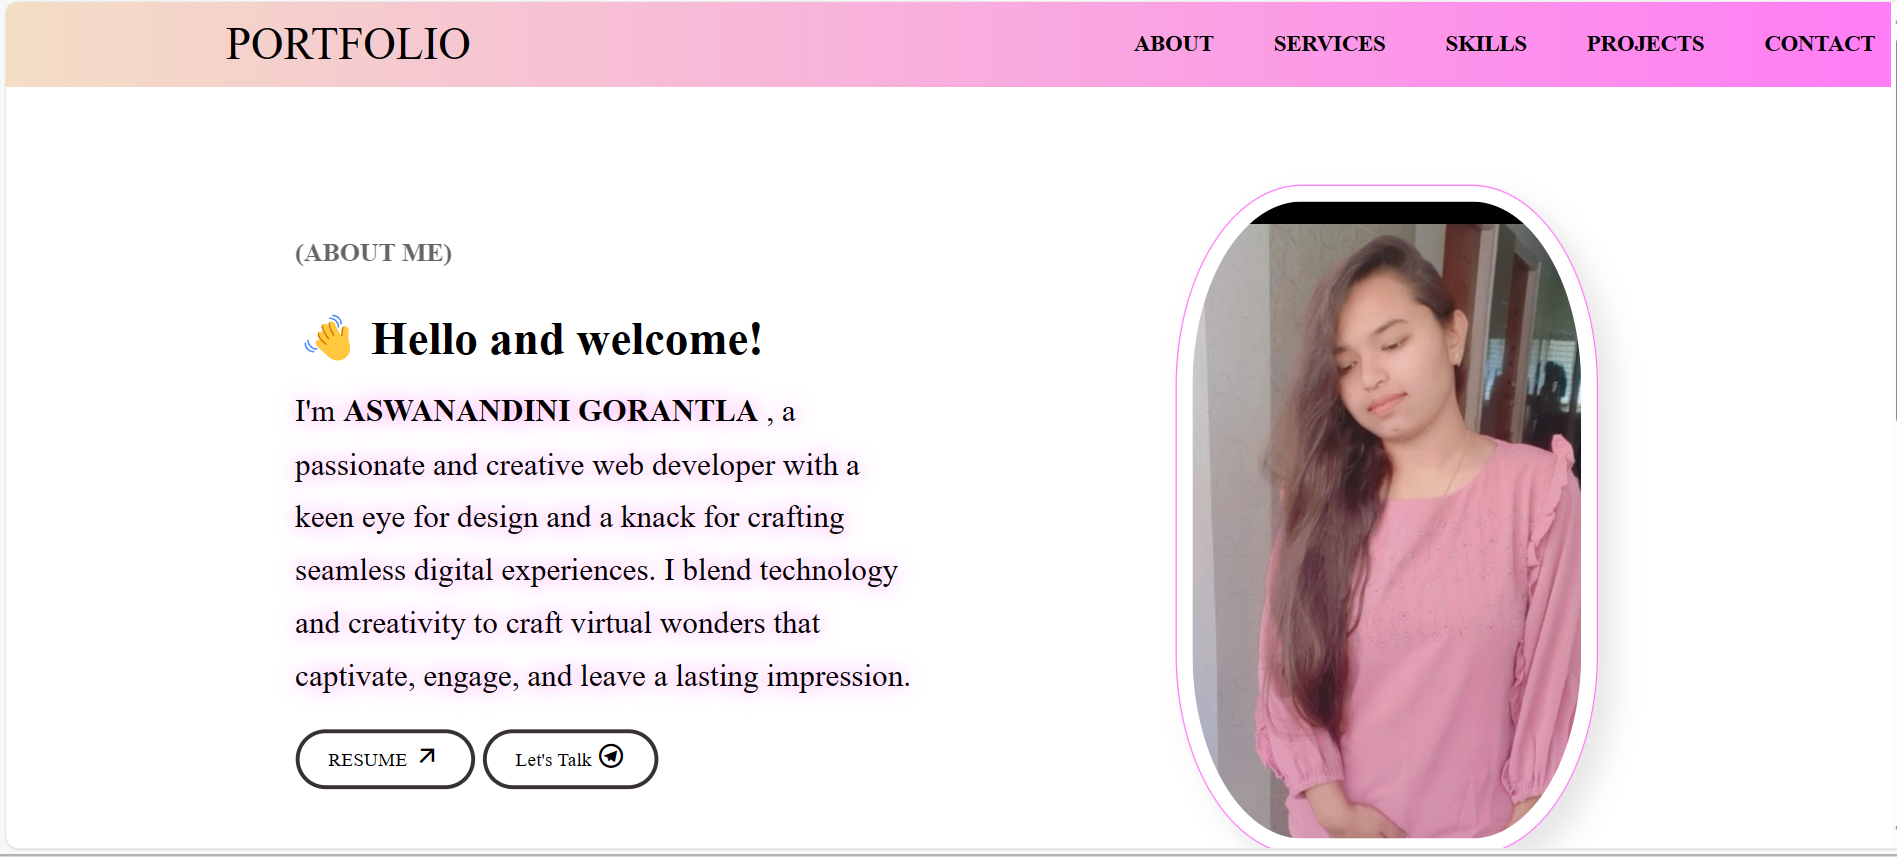 PORTFOLIO
ABOUT SERVICES SKILLS PROJECTS CONTACT
(ABOUT ME)
👋 Hello and welcome!
I'm ASWANANDINI GORANTLA , a
passionate and creative web developer with a
keen eye for design and a knack for crafting
seamless digital experiences. I blend technology
and creativity to craft virtual wonders that
captivate, engage, and leave a lasting impression.
RESUME
Let's Talk